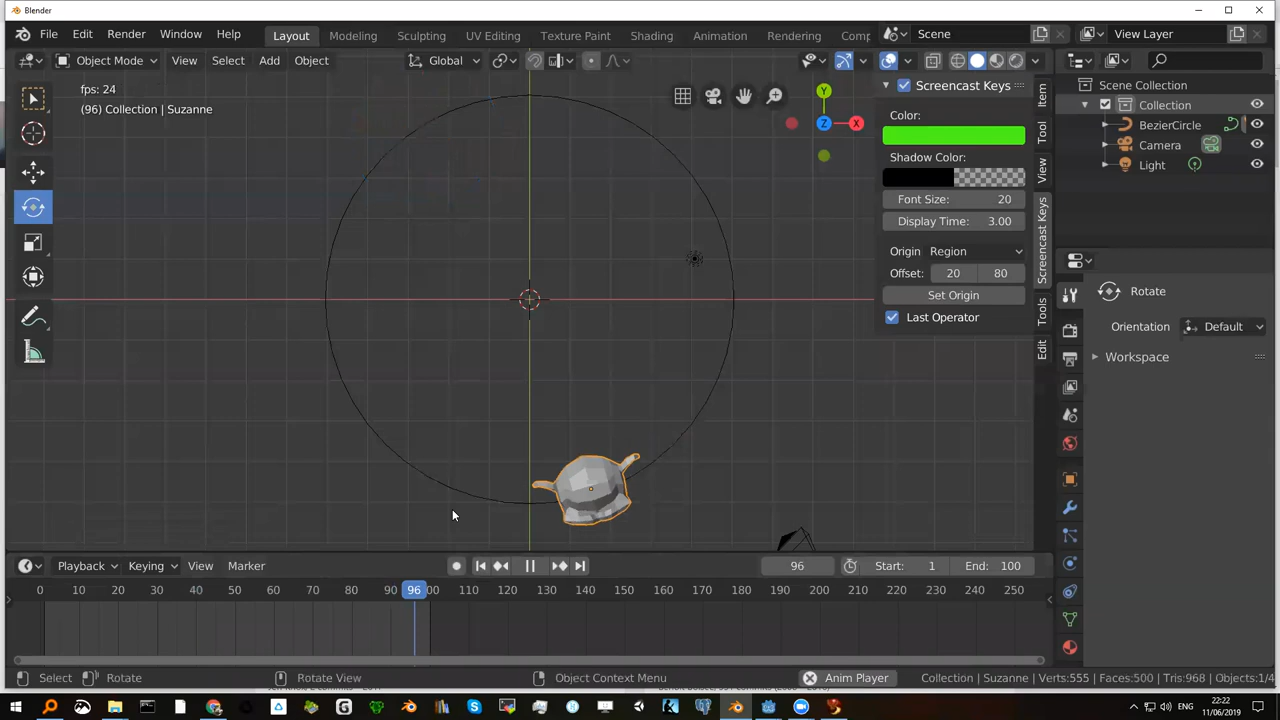 Blender
File Edit Render Window Help Layout Modeling Sculpting UV Editing Texture Paint Shading Animation Rendering Comp Scene View Layer
Object Mode View Select Add Object Global
fps: 24
(96) Collection | Suzanne
Y
Z X
Screencast Keys
Color:
Shadow Color:
Font Size: 20
Display Time: 3.00
Origin Region
Offset: 20 80
Set Origin
Last Operator
Item
Tool
View
Screencast Keys
Tools
Edit
Scene Collection
Collection
BezierCircle
Camera
Light
Rotate
Orientation Default
Workspace
Playback Keying View Marker 96 Start: 1 End: 100
0 10 20 30 40 50 60 70 80 90 96 00 110 120 130 140 150 160 170 180 190 200 210 220 230 240 250
Select Rotate Rotate View Object Context Menu Anim Player Collection | Suzanne | Verts:555 | Faces:500 | Tris:968 | Objects:1/4
22:22
ENG
11/06/2019